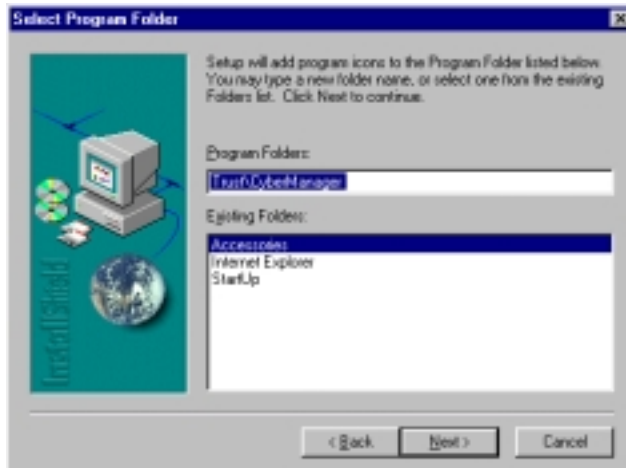 Select Program Folder
Setup will add program icons to the Program Folder listed below.
You may type a new folder name, or select one from the existing
Folders list. Click Next to continue.
Program Folders:
Trust\CyberManager
Existing Folders:
Accessories
Internet Explorer
StartUp
InstallShield
< Back
Next >
Cancel